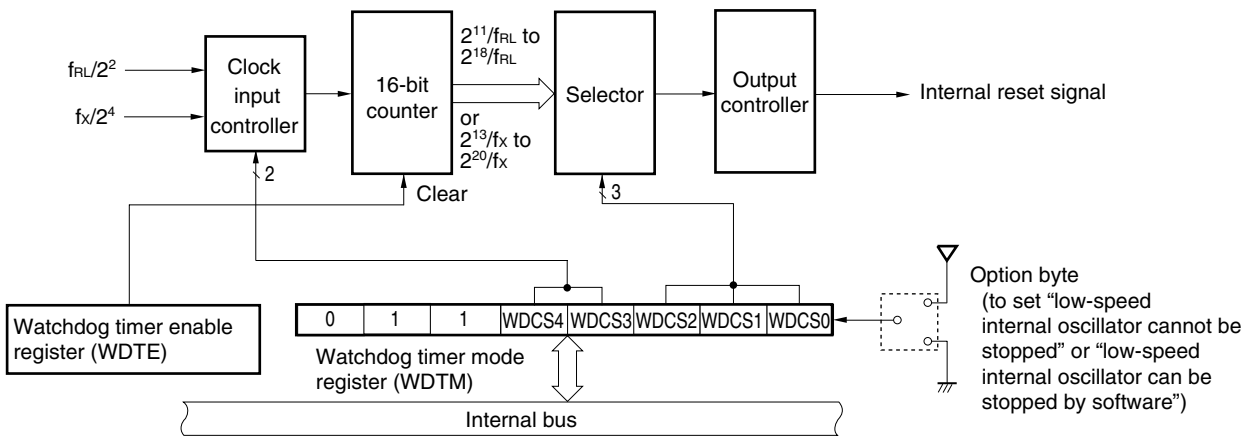 fRL/2²
fX/2⁴
Clock
input
controller
2
16-bit
counter
Clear
2¹¹/fRL to
2¹⁸/fRL
or
2¹³/fX to
2²⁰/fX
Selector
3
Output
controller
Internal reset signal
Watchdog timer enable
register (WDTE)
0 1 1 WDCS4 WDCS3 WDCS2 WDCS1 WDCS0
Watchdog timer mode
register (WDTM)
Internal bus
Option byte
(to set “low-speed
internal oscillator cannot be
stopped” or “low-speed
internal oscillator can be
stopped by software”)